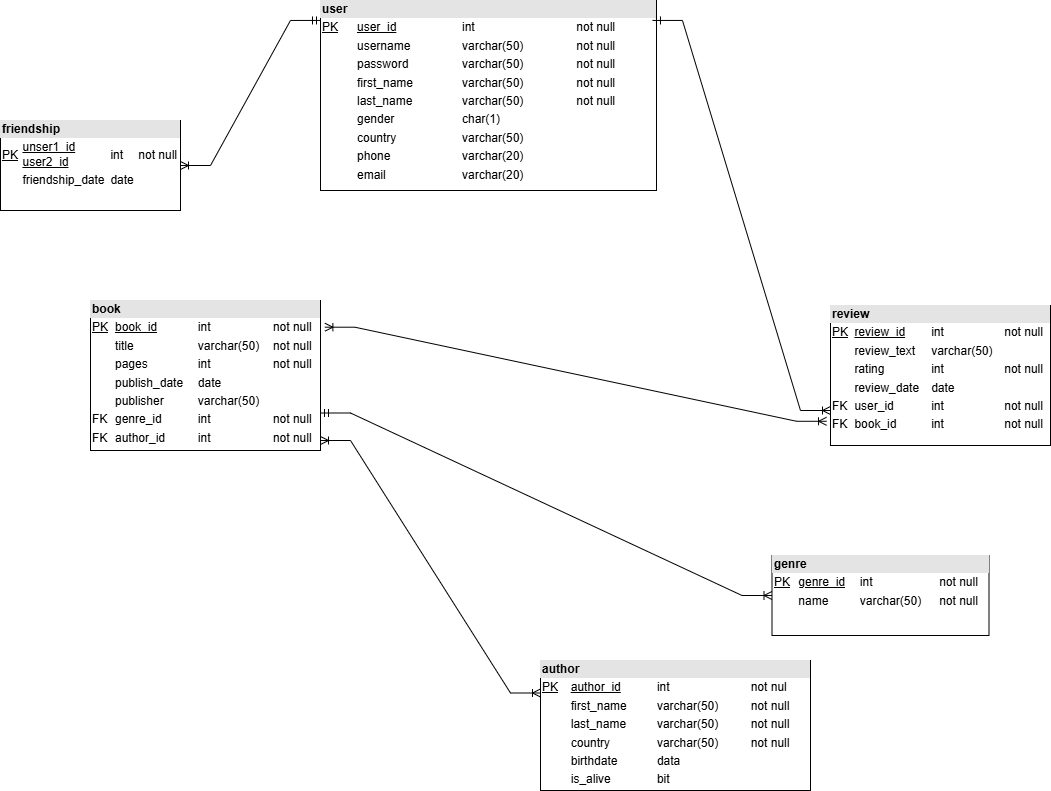 user
PK user_id int not null
username varchar(50) not null
password varchar(50) not null
first_name varchar(50) not null
last_name varchar(50) not null
gender char(1)
country varchar(50)
phone varchar(20)
email varchar(20)
friendship
PK unser1_id
user2_id int not null
friendship_date date
book
PK book_id int not null
title varchar(50) not null
pages int not null
publish_date date
publisher varchar(50)
FK genre_id int not null
FK author_id int not null
review
PK review_id int not null
review_text varchar(50)
rating int not null
review_date date
FK user_id int not null
FK book_id int not null
genre
PK genre_id int not null
name varchar(50) not null
author
PK author_id int not nul
first_name varchar(50) not null
last_name varchar(50) not null
country varchar(50) not null
birthdate data
is_alive bit